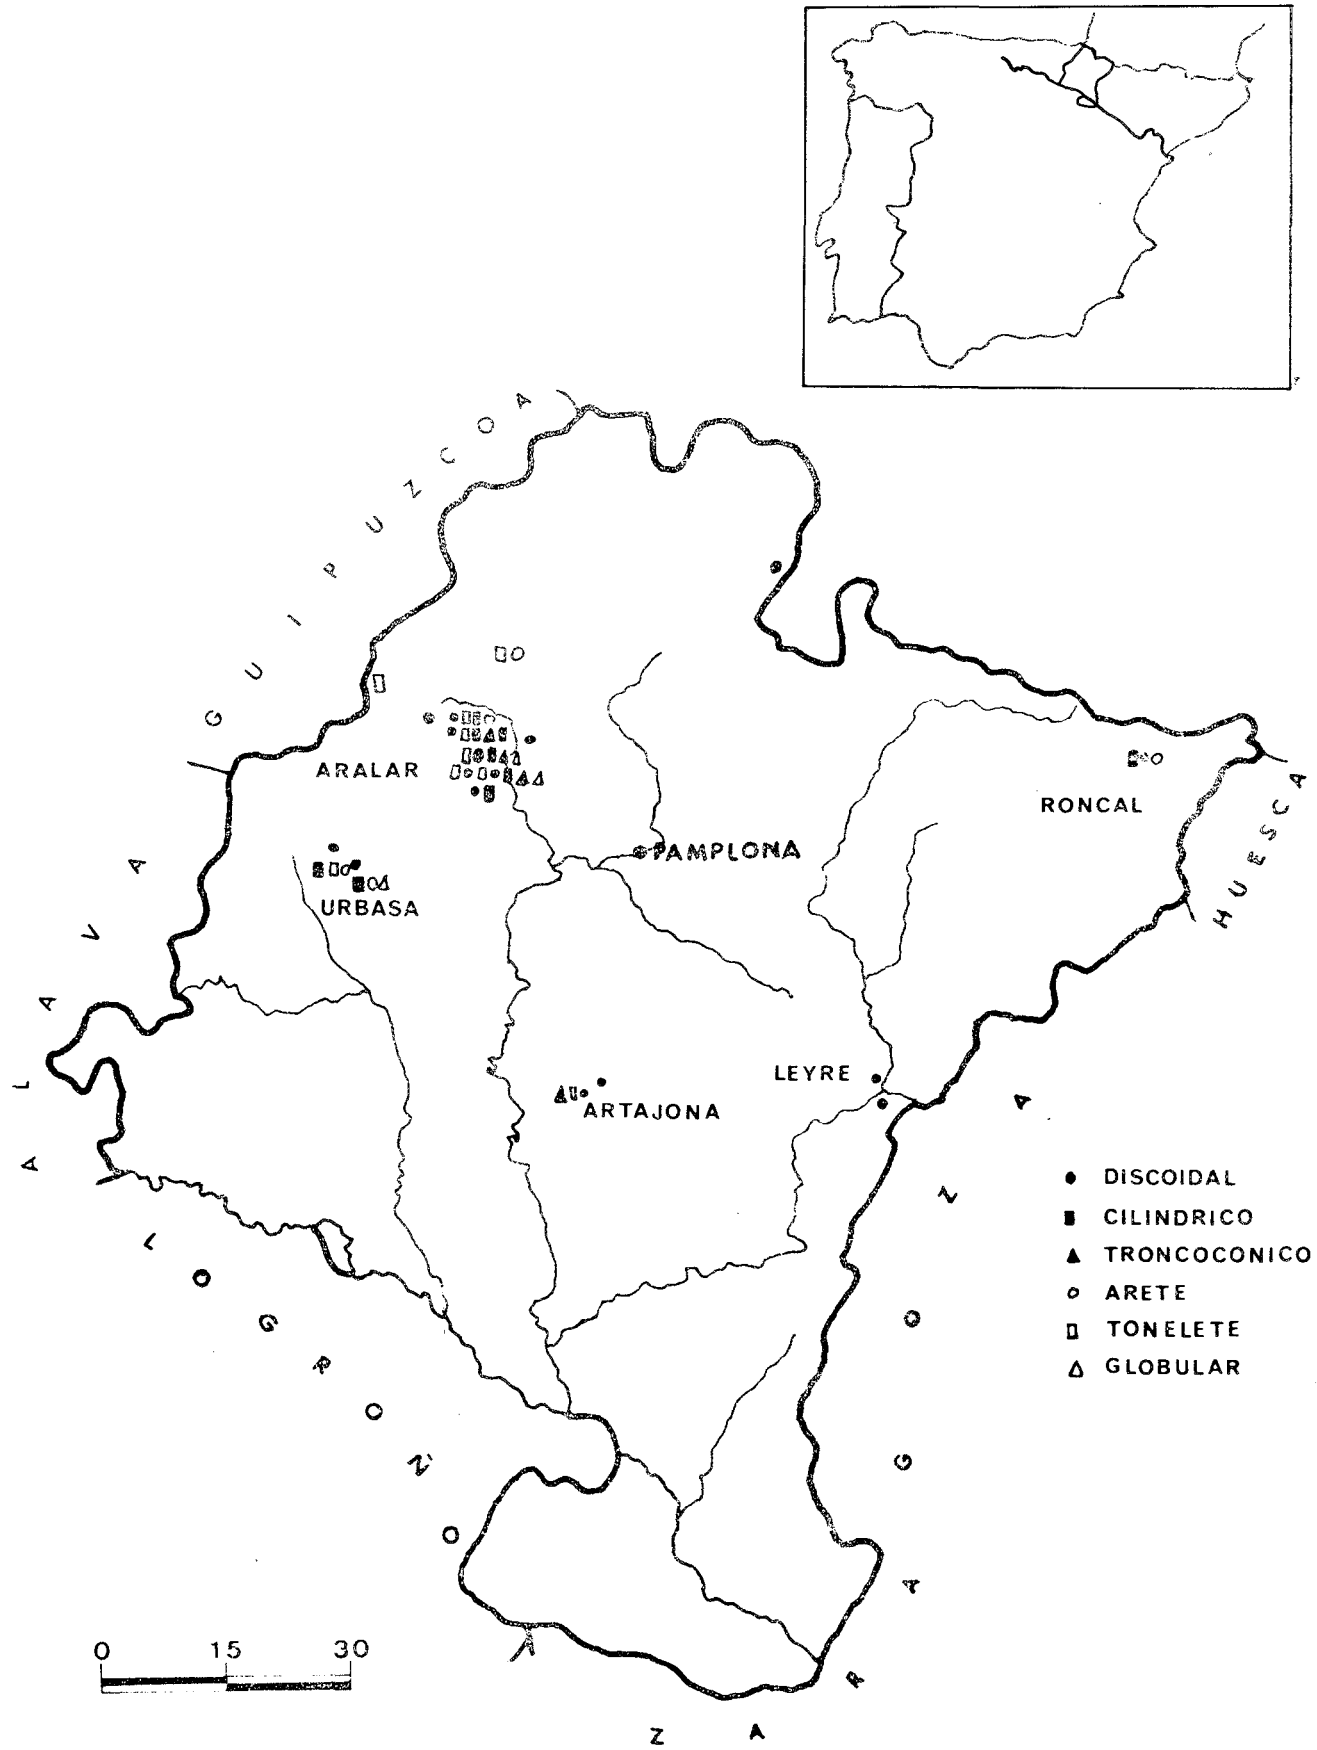 GUIPUZCOA
ARALAR
RONCAL
HUESCA
PAMPLONA
URBASA
ALAVA
LEYRE
ARTAJONA
DISCOIDAL
CILINDRICO
TRONCOCONICO
ARETE
TONELETE
GLOBULAR
LOGROÑO
ZARAGOZA
0 15 30